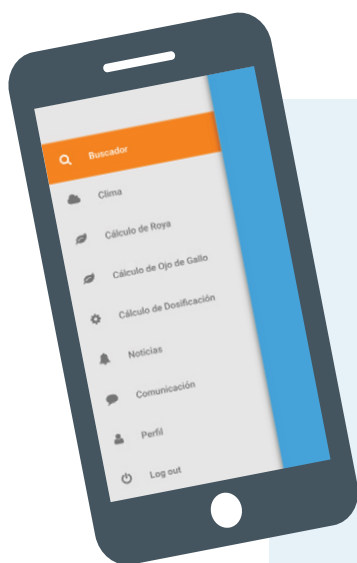 Buscador
Clima
Cálculo de Roya
Cálculo de Ojo de Gallo
Cálculo de Dosificación
Noticias
Comunicación
Perfil
Log out